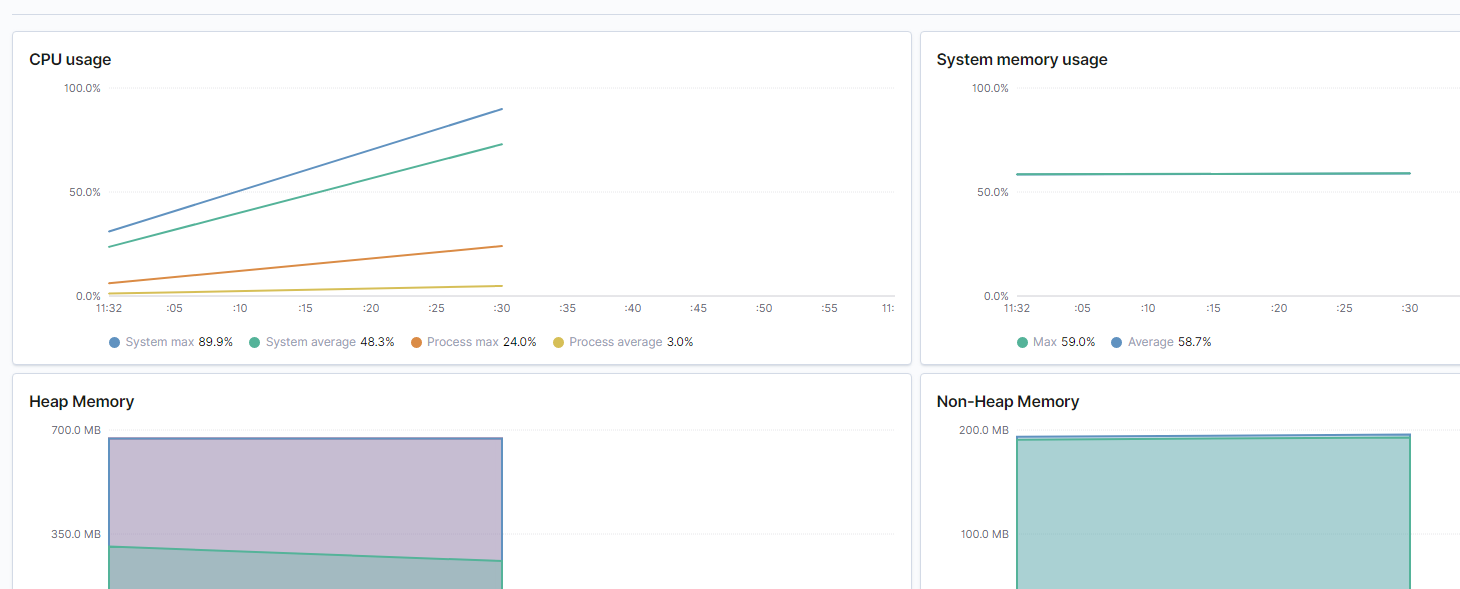 CPU usage
100.0%
50.0%
0.0%
11:32 :05 :10 :15 :20 :25 :30 :35 :40 :45 :50 :55 11:
System max 89.9% System average 48.3% Process max 24.0% Process average 3.0%
System memory usage
100.0%
50.0%
0.0%
11:32 :05 :10 :15 :20 :25 :30
Max 59.0% Average 58.7%
Heap Memory
700.0 MB
350.0 MB
Non-Heap Memory
200.0 MB
100.0 MB